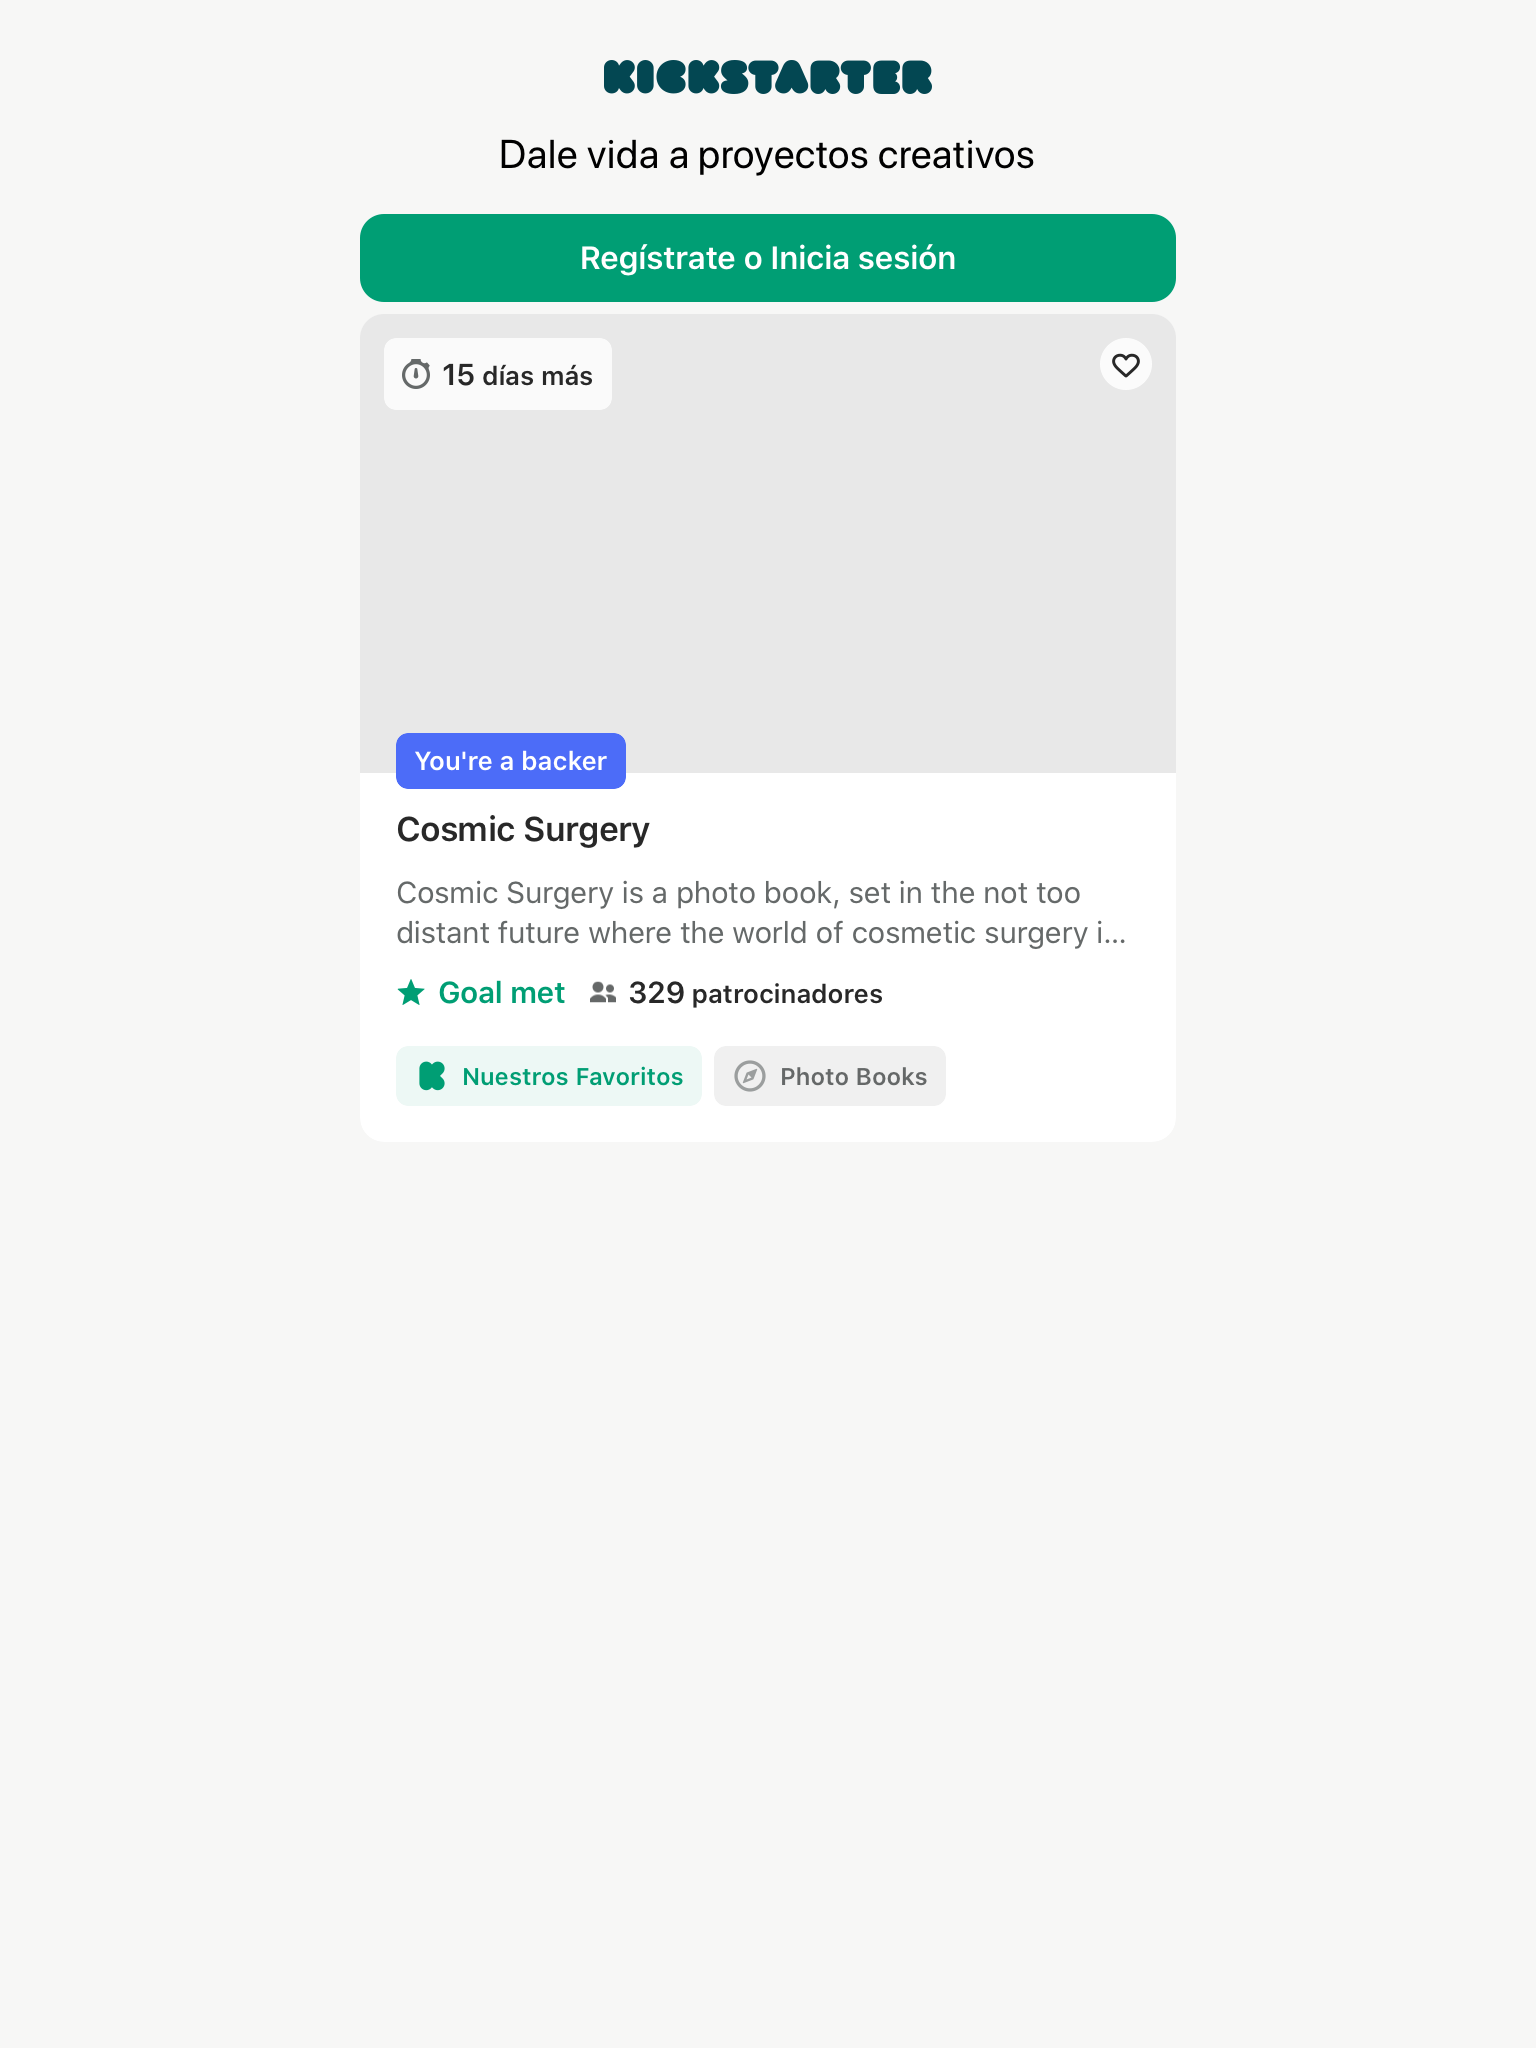 KICKSTARTER
Dale vida a proyectos creativos
Regístrate o Inicia sesión
15 días más
You're a backer
Cosmic Surgery
Cosmic Surgery is a photo book, set in the not too
distant future where the world of cosmetic surgery i...
Goal met 329 patrocinadores
Nuestros Favoritos Photo Books